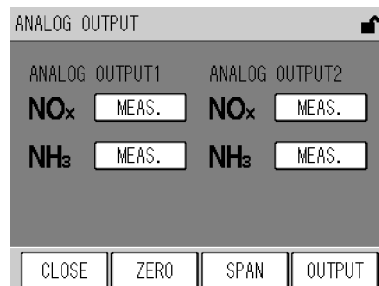 ANALOG OUTPUT
ANALOG OUTPUT1 ANALOG OUTPUT2
NOx MEAS. NOx MEAS.
NH3 MEAS. NH3 MEAS.
CLOSE ZERO SPAN OUTPUT